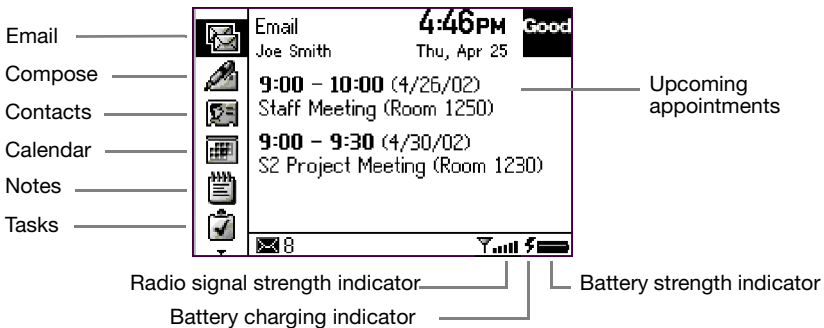 Email
Compose
Contacts
Calendar
Notes
Tasks
Email
4:46PM
Good
Joe Smith
Thu, Apr 25
9:00 - 10:00 (4/26/02)
Staff Meeting (Room 1250)
9:00 - 9:30 (4/30/02)
S2 Project Meeting (Room 1230)
8
Upcoming
appointments
Radio signal strength indicator
Battery strength indicator
Battery charging indicator